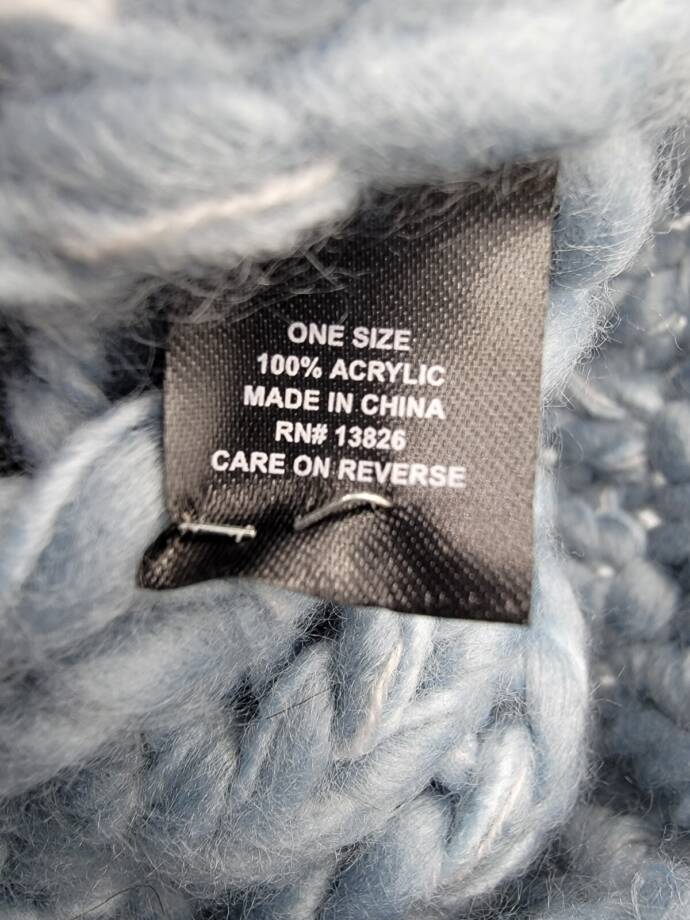 ONE SIZE
100% ACRYLIC
MADE IN CHINA
RN# 13826
CARE ON REVERSE